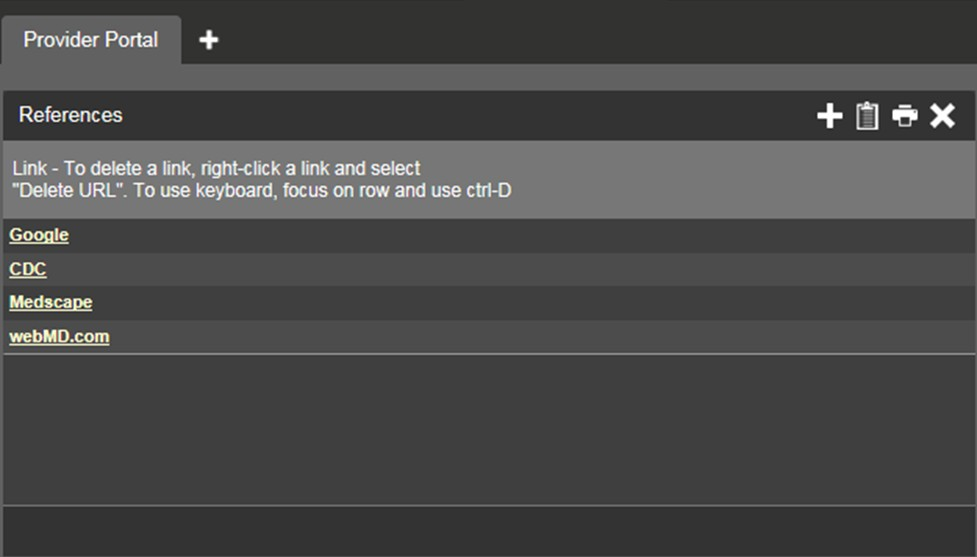 Provider Portal
References
Link - To delete a link, right-click a link and select
"Delete URL". To use keyboard, focus on row and use ctrl-D
Google
CDC
Medscape
webMD.com